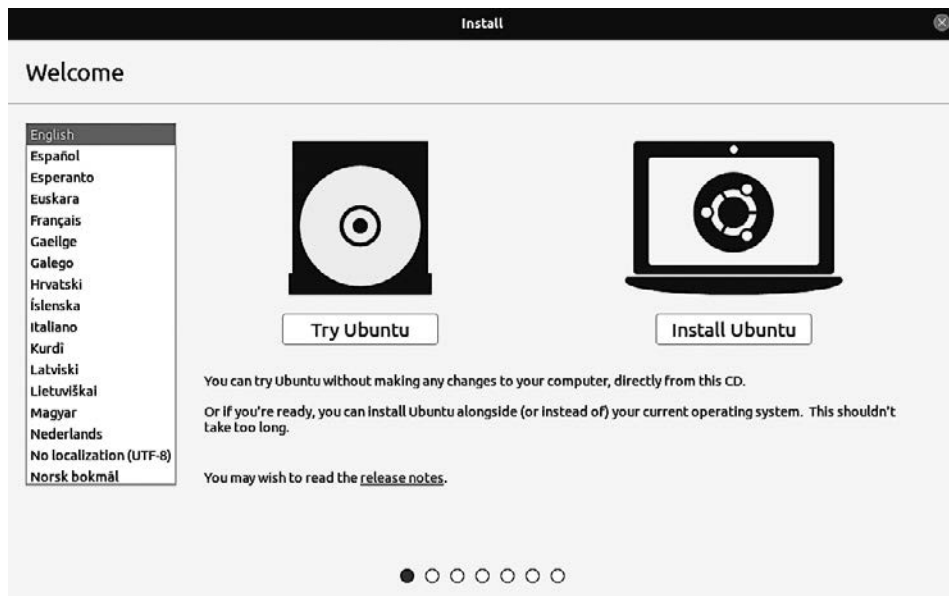 Install
Welcome
English
Español
Esperanto
Euskara
Français
Gaeilge
Galego
Hrvatski
Íslenska
Italiano
Kurdî
Latviski
Lietuviškai
Magyar
Nederlands
No localization (UTF-8)
Norsk bokmål
Try Ubuntu
Install Ubuntu
You can try Ubuntu without making any changes to your computer, directly from this CD.
Or if you're ready, you can install Ubuntu alongside (or instead of) your current operating system. This shouldn't
take too long.
You may wish to read the release notes.